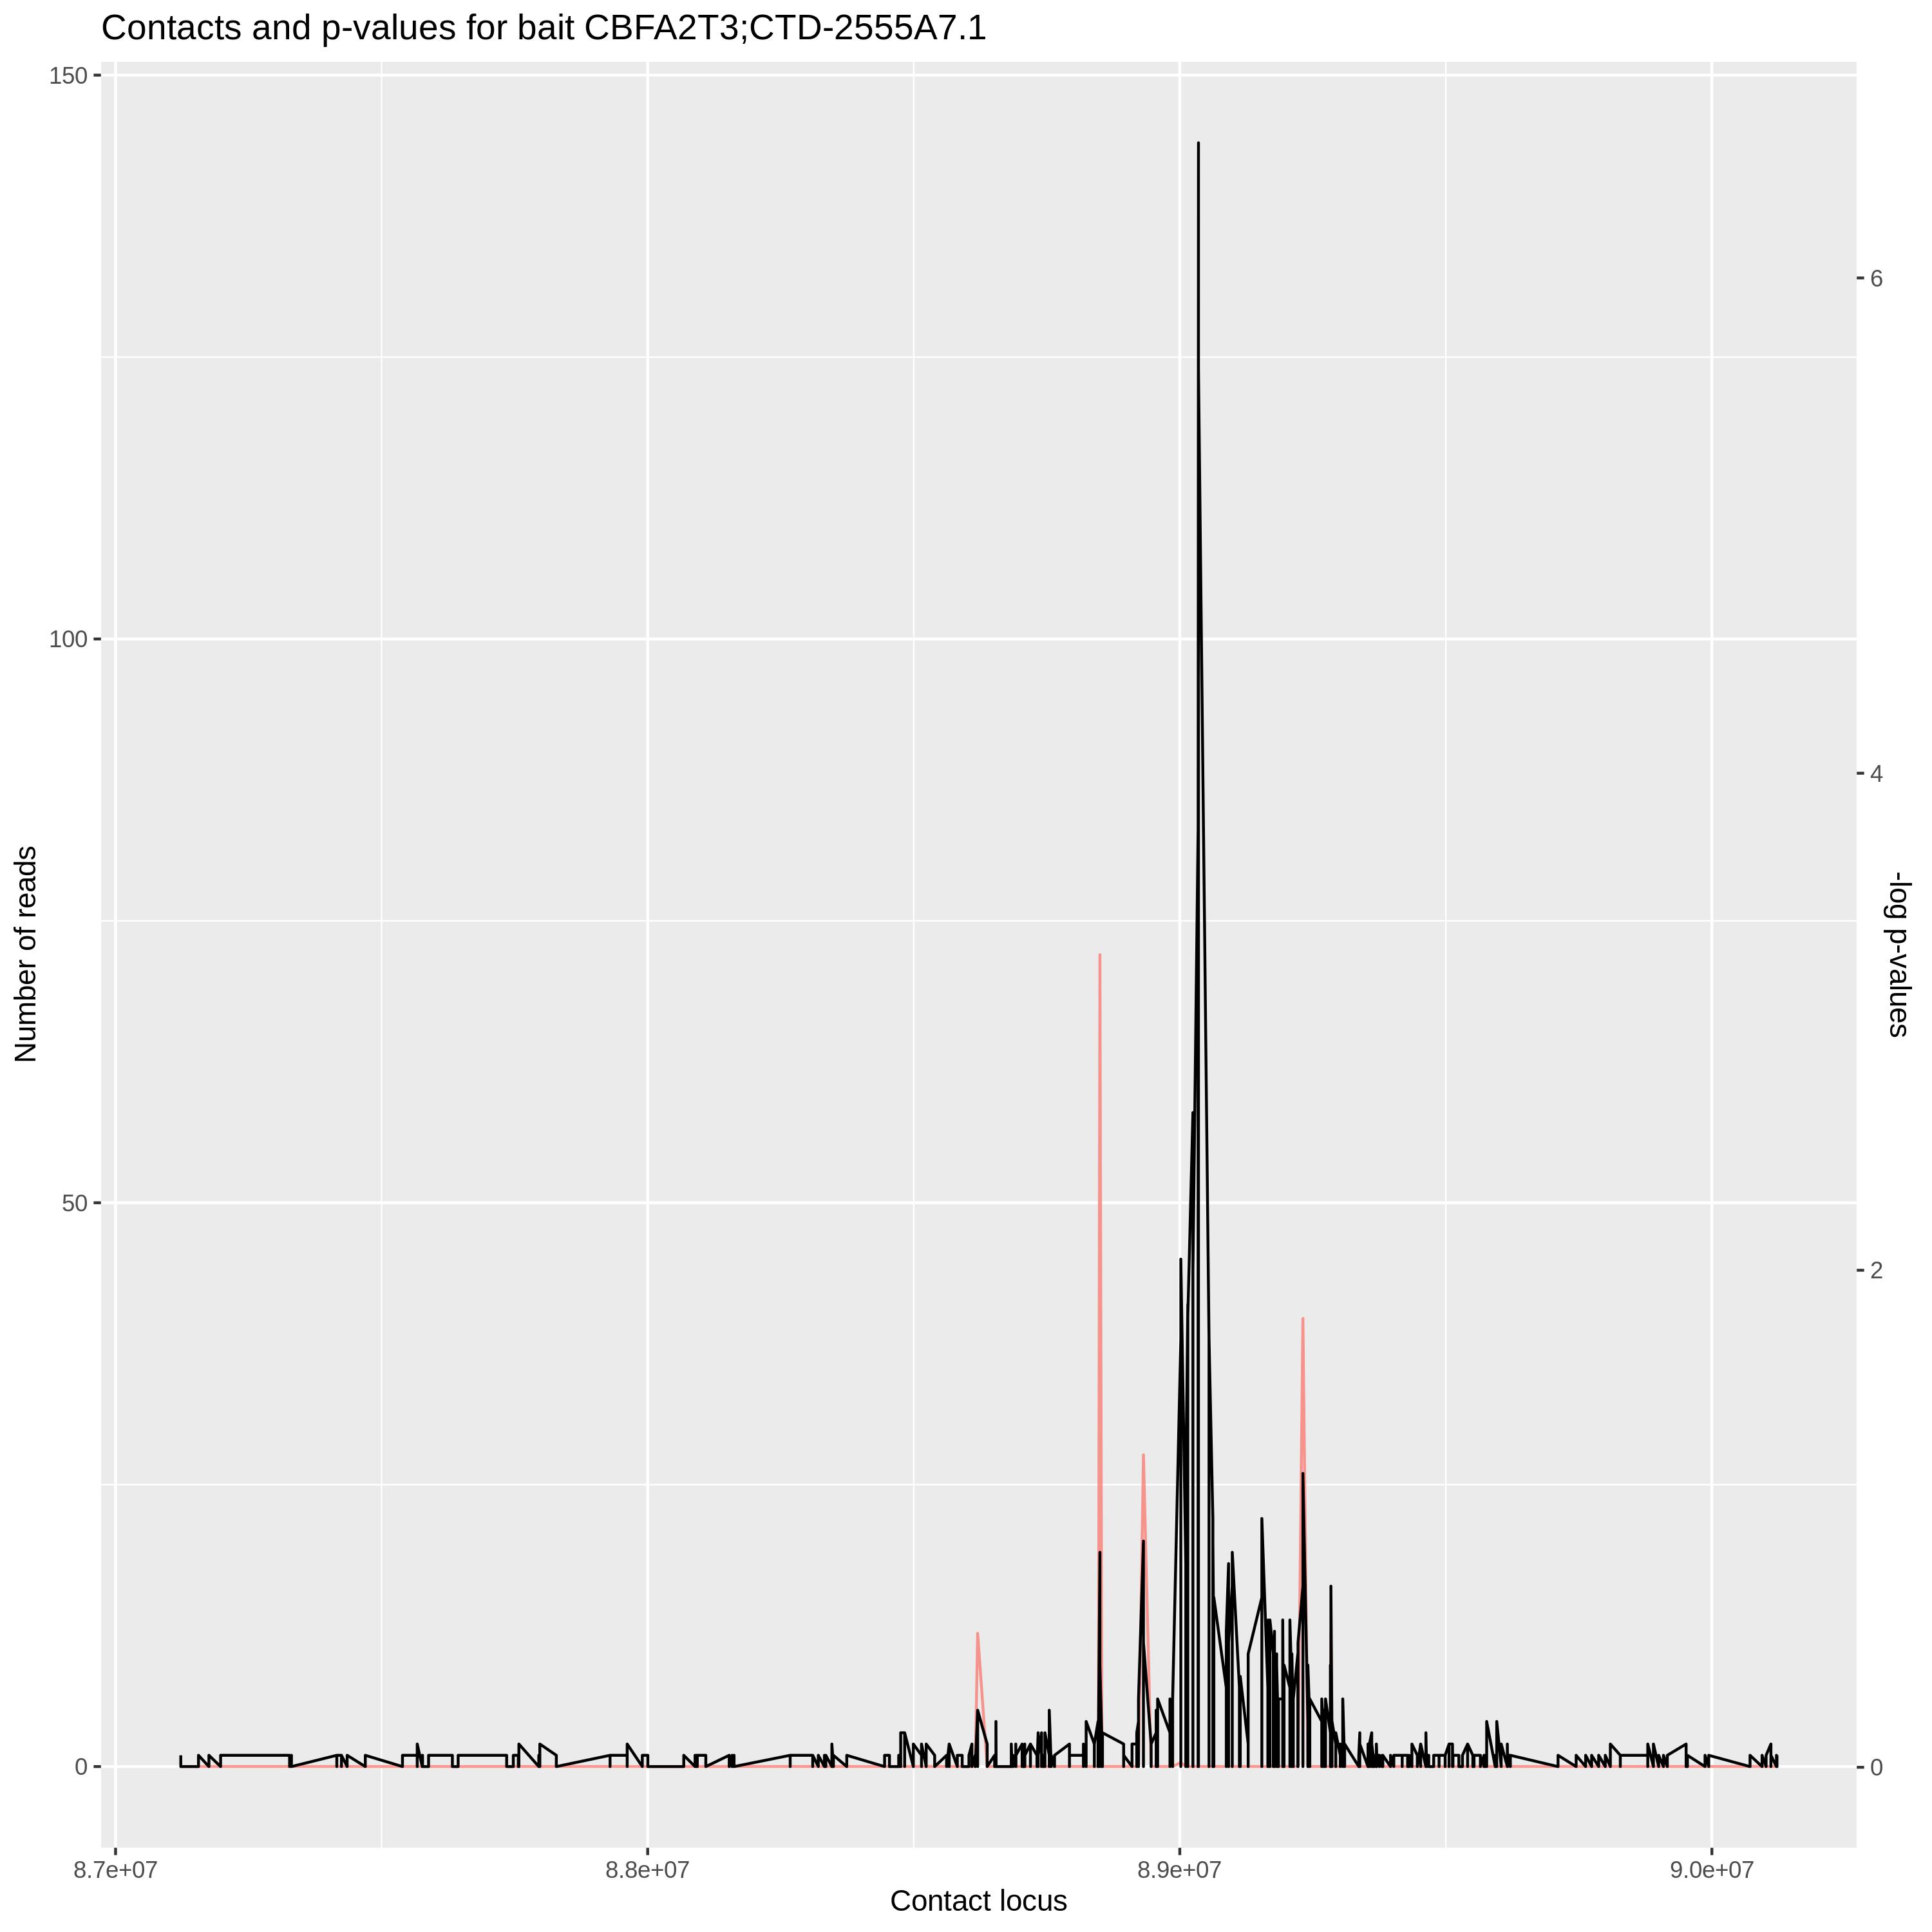 Contacts and p-values for bait CBFA2T3;CTD-2555A7.1
150
100
50
0
Number of reads
6
4
2
0
-log p-values
8.7e+07
8.8e+07
8.9e+07
9.0e+07
Contact locus